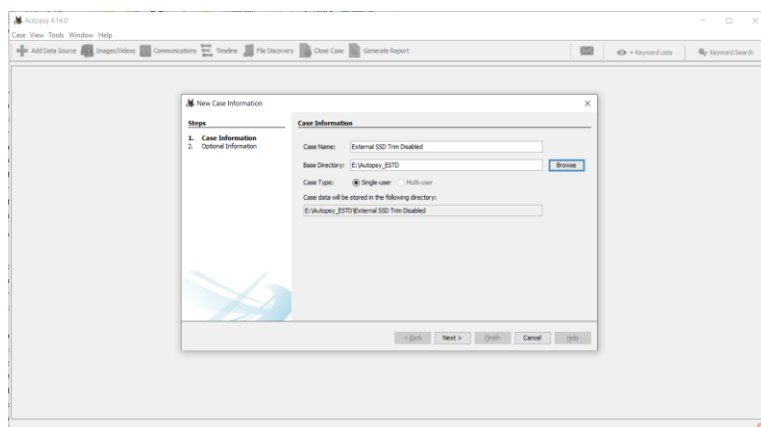 Autopsy 4.14.0
Case View Tools Window Help
Add Data Source Images/Videos Communications Timeline File Discovery Close Case Generate Report Keyword Lists Keyword Search
New Case Information
Steps
1. Case Information
2. Optional Information
Case Information
Case Name: External SSD Trim Disabled
Base Directory: E:\Autopsy_ESTD Browse
Case Type: Single-user Multi-user
Case data will be stored in the following directory:
E:\Autopsy_ESTD\External SSD Trim Disabled
< Back Next > Finish Cancel Help